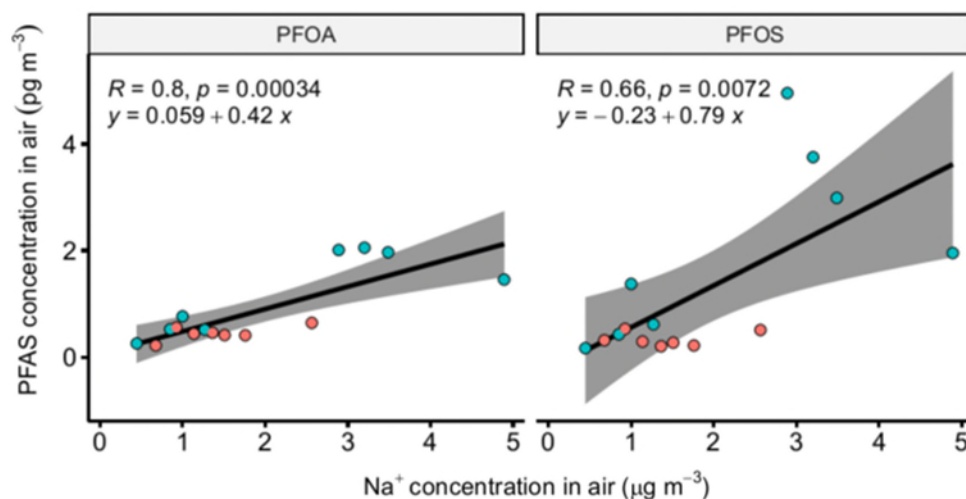 PFOA
PFOS
R = 0.8, p = 0.00034
y = 0.059 + 0.42 x
R = 0.66, p = 0.0072
y = − 0.23 + 0.79 x
PFAS concentration in air (pg m⁻³)
4
2
0
0 1 2 3 4 5
0 1 2 3 4 5
Na⁺ concentration in air (μg m⁻³)